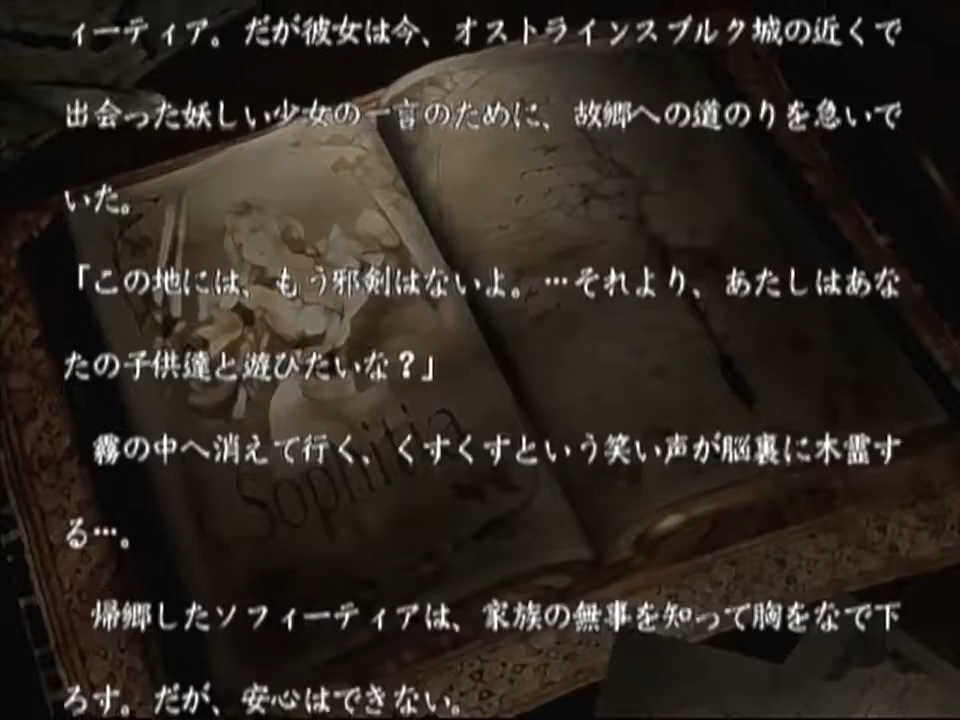 ィーティア。だが彼女は今、オストラインスブルク城の近くで
出会った妖しい少女の一言のために、故郷への道のりを急いで
いた。
「この地には、もう邪剣はないよ。…それより、あたしはあな
たの子供達と遊びたいな？」
霧の中へ消えて行く、くすくすという笑い声が脳裏に木霊す
る…。
帰郷したソフィーティアは、家族の無事を知って胸をなで下
ろす。だが、安心はできない。
Sophitia